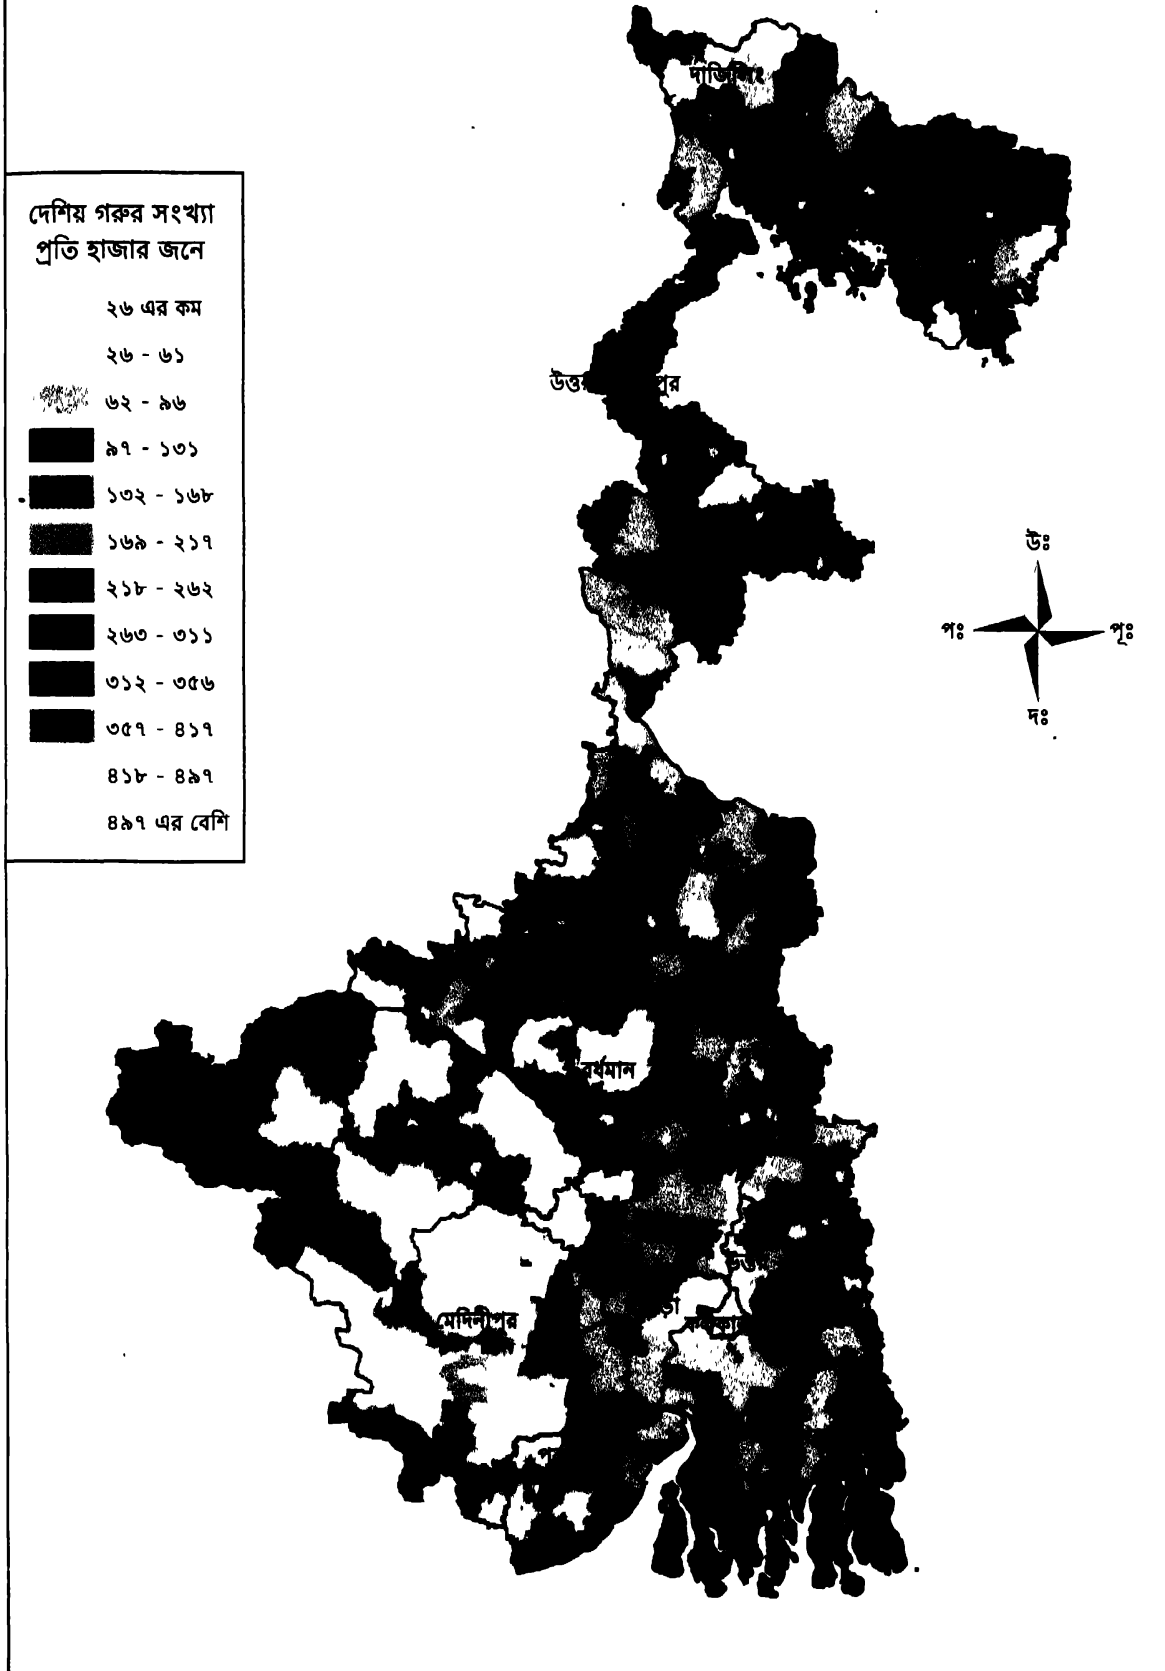 দার্জিলিং
দেশিয় গরুর সংখ্যা
প্রতি হাজার জনে
২৬ এর কম
২৬ - ৬১
৬২ - ৯৬
৯৭ - ১৩১
১৩২ - ১৬৮
১৬৯ - ২১৭
২১৮ - ২৬২
২৬৩ - ৩১১
৩১২ - ৩৫৬
৩৫৭ - ৪১৭
৪১৮ - ৪৯৭
৪৯৭ এর বেশি
উঃ
পঃ
পূঃ
দঃ
বর্ধমান
মেদিনীপুর